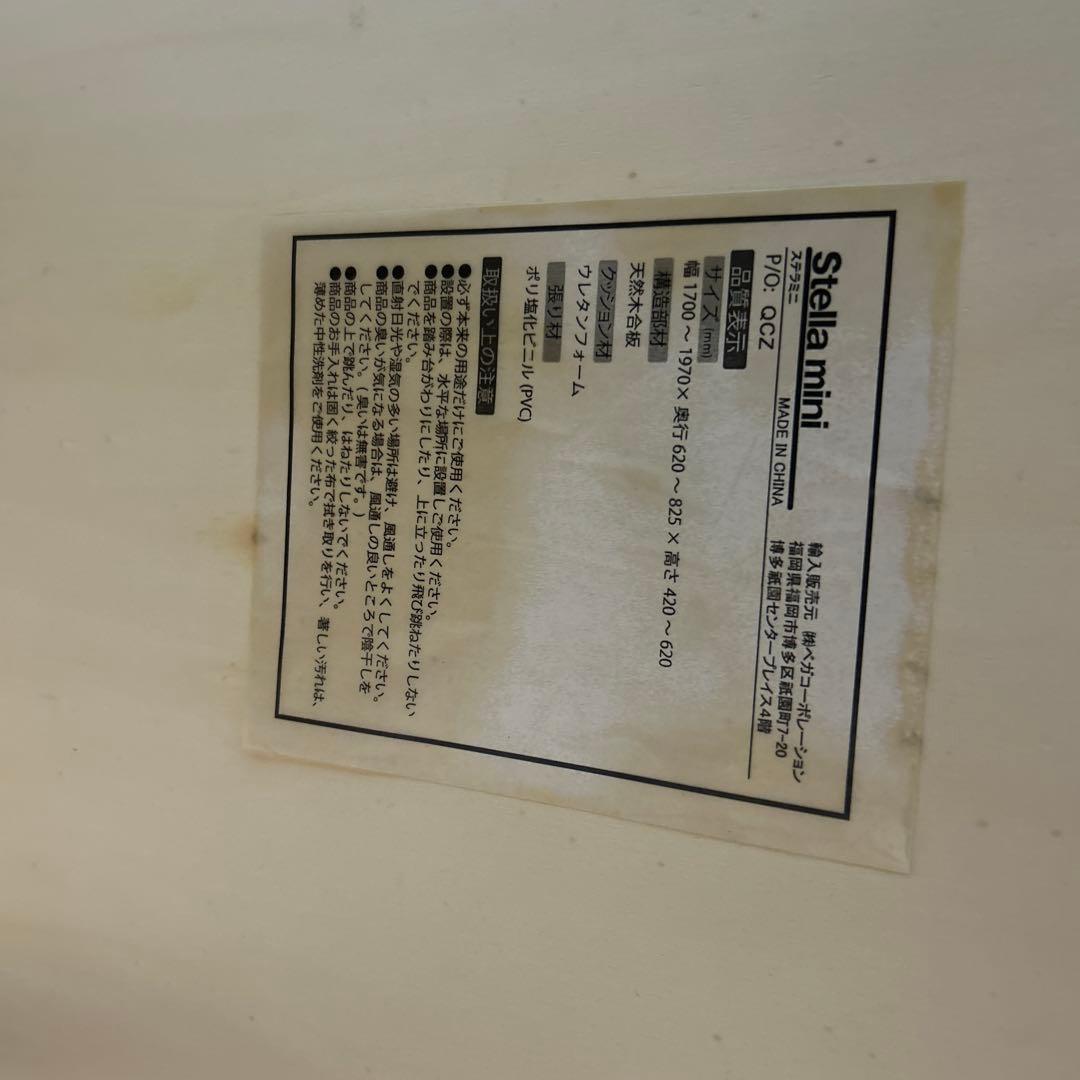 Stella mini
ステラミニ
P/O: QCZ MADE IN CHINA
輸入販売元 ㈱ベガコーポレーション
福岡県福岡市博多区祇園町7-20
博多祇園センタープレイス4階
品質表示
サイズ (mm)
幅 1700 〜 1970 × 奥行 620 〜 825 × 高さ 420 〜 620
構造部材
天然木合板
クッション材
ウレタンフォーム
張り材
ポリ塩化ビニル (PVC)
取扱い上の注意
●必ず本来の用途だけにご使用ください。
●設置の際は、水平な場所に設置しご使用ください。
●商品を踏み台がわりにしたり、上に立ったり飛び跳ねたりしない
でください。
●直射日光や湿気の多い場所は避け、風通しをよくしてください。
●商品の臭いが気になる場合は、風通しの良いところで陰干しを
してください。(臭いは無害です。)
●商品の上で跳んだり、はねたりしないでください。
●商品のお手入れは固く絞った布で拭き取りを行い、著しい汚れは、
薄めた中性洗剤をご使用ください。